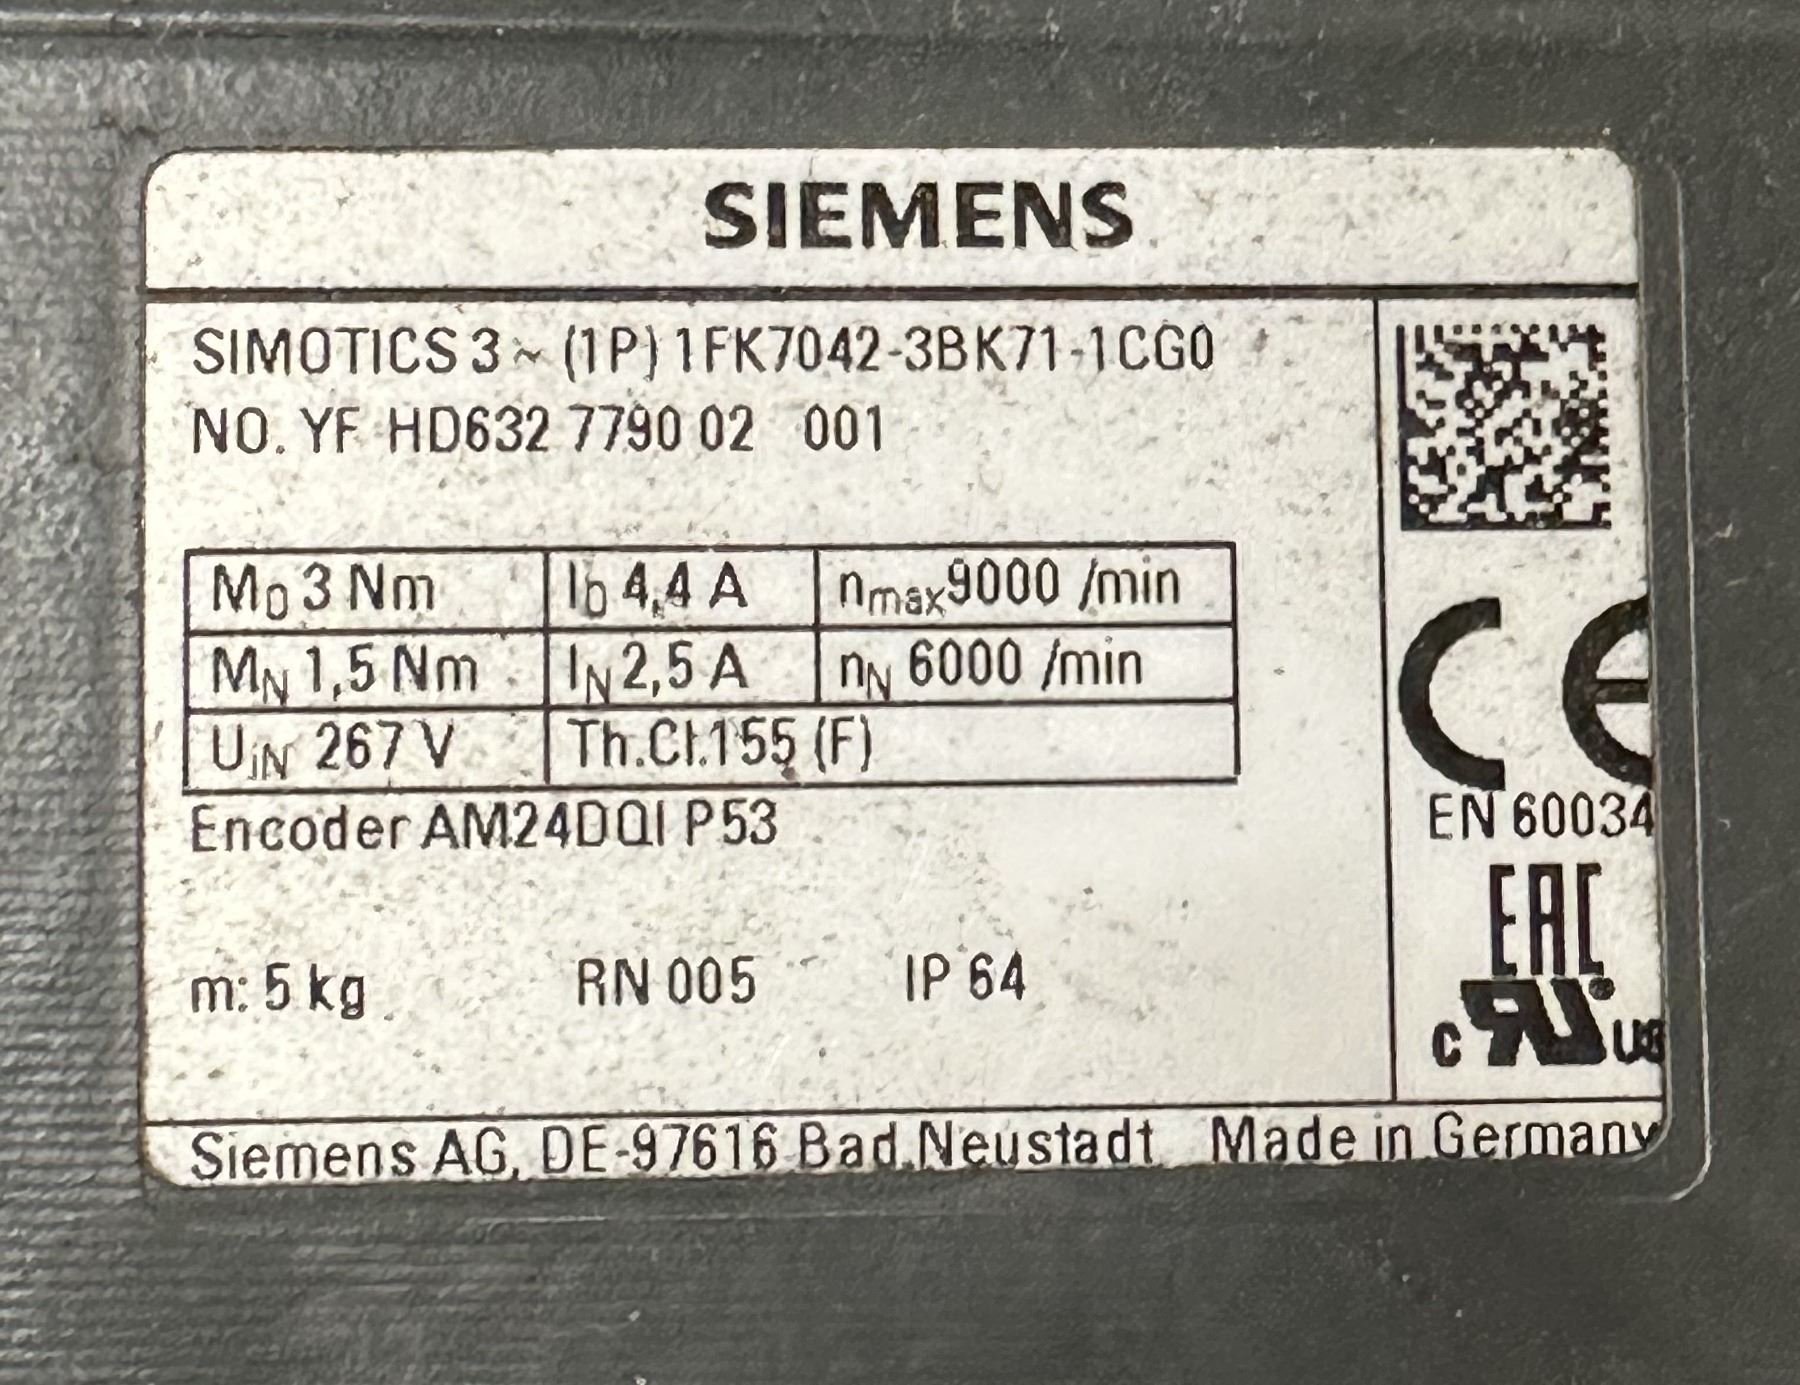 SIEMENS
SIMOTICS 3~ (1P) 1FK7042-3BK71-1CG0
NO. YF HD632 7790 02 001
M0 3 Nm I0 4,4 A nmax 9000 /min
MN 1,5 Nm IN 2,5 A nN 6000 /min
UiN 267 V Th.Cl.155 (F)
Encoder AM24DQI P53
m: 5 kg RN 005 IP 64
CE
EN 60034
EAC
c RU® US
Siemens AG, DE-97616 Bad Neustadt Made in Germany